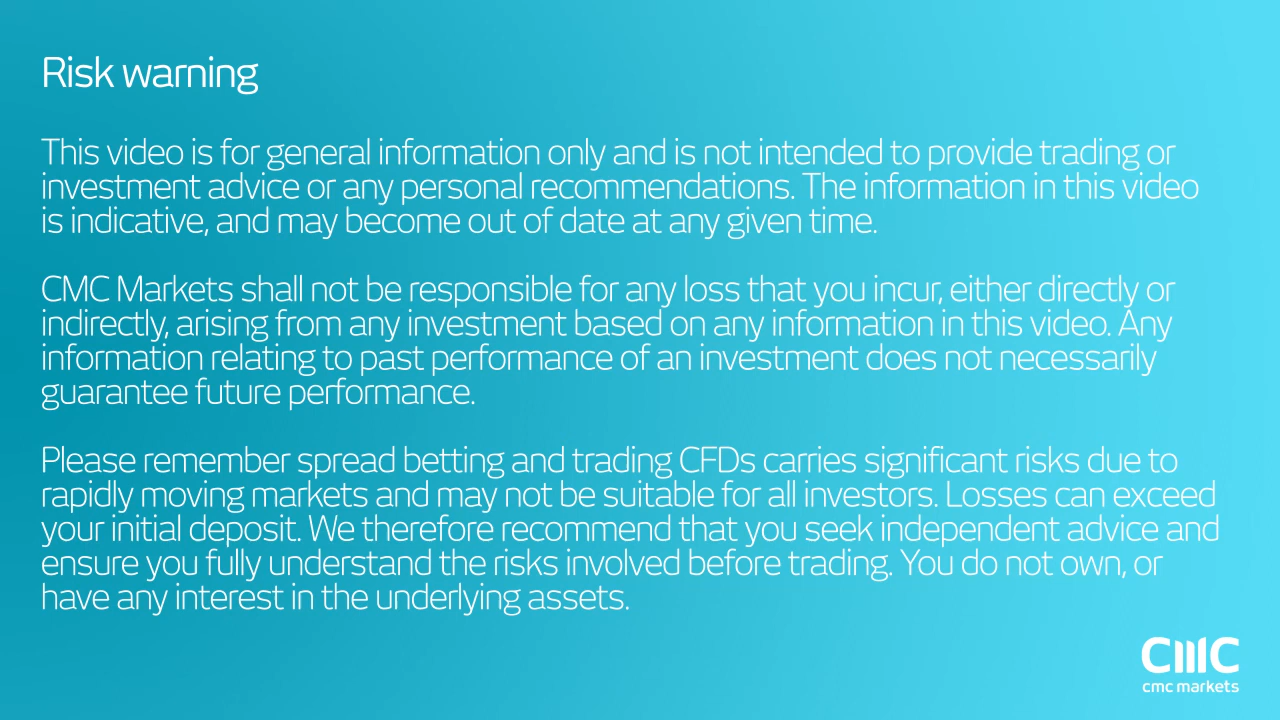 Risk warning
This video is for general information only and is not intended to provide trading or
investment advice or any personal recommendations. The information in this video
is indicative, and may become out of date at any given time.
CMC Markets shall not be responsible for any loss that you incur, either directly or
indirectly, arising from any investment based on any information in this video. Any
information relating to past performance of an investment does not necessarily
guarantee future performance.
Please remember spread betting and trading CFDs carries significant risks due to
rapidly moving markets and may not be suitable for all investors. Losses can exceed
your initial deposit. We therefore recommend that you seek independent advice and
ensure you fully understand the risks involved before trading. You do not own, or
have any interest in the underlying assets.
CMC
cmc markets